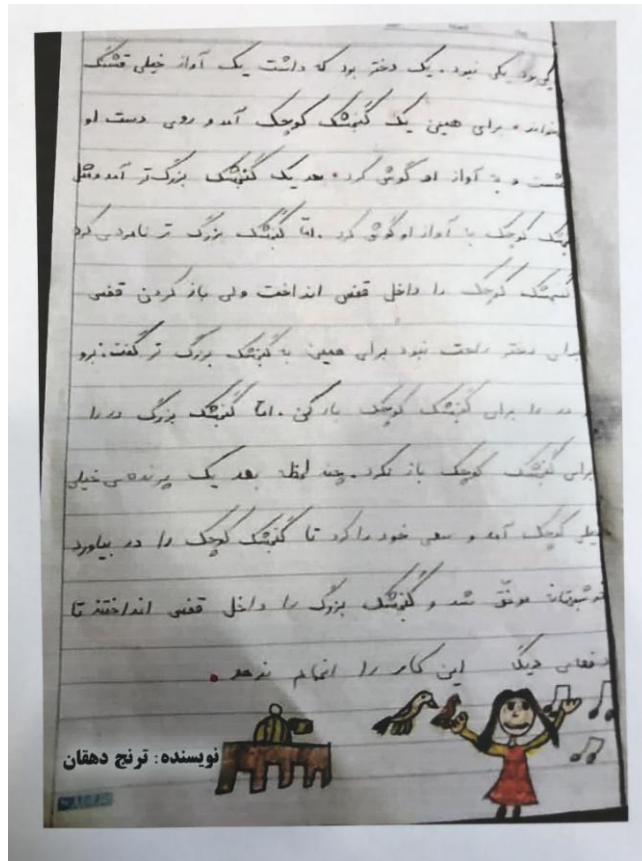 یکی بود یکی نبود. یک دختر بود که داشت یک آواز خیلی قشنگ
میخواند. برای همین یک گنجشک کوچک آمد و روی دست او
نشست و به آواز او گوش کرد. بعد یک گنجشک بزرگ‌تر آمد و مثل
گنجشک کوچک به آواز او گوش کرد. امّا گنجشک بزرگ تر نامردی کرد
گنجشک کوچک را داخل قفس انداخت ولی باز کردن قفس
برای دختر راحت نبود برای همین به گنجشک بزرگ تر گفت: برو
در را برای گنجشک کوچک باز کن. امّا گنجشک بزرگ در را
برای گنجشک کوچک باز نکرد. چند لحظه بعد یک پرنده‌ی خیلی
خیلی کوچک آمد و سعی خود را کرد تا گنجشک کوچک را در بیاورد
خوشبختانه موفّق شد و گنجشک بزرگ را داخل قفس انداختند تا
دفعه‌ی دیگر این کار را انجام ندهد.
نویسنده: ترنج دهقان